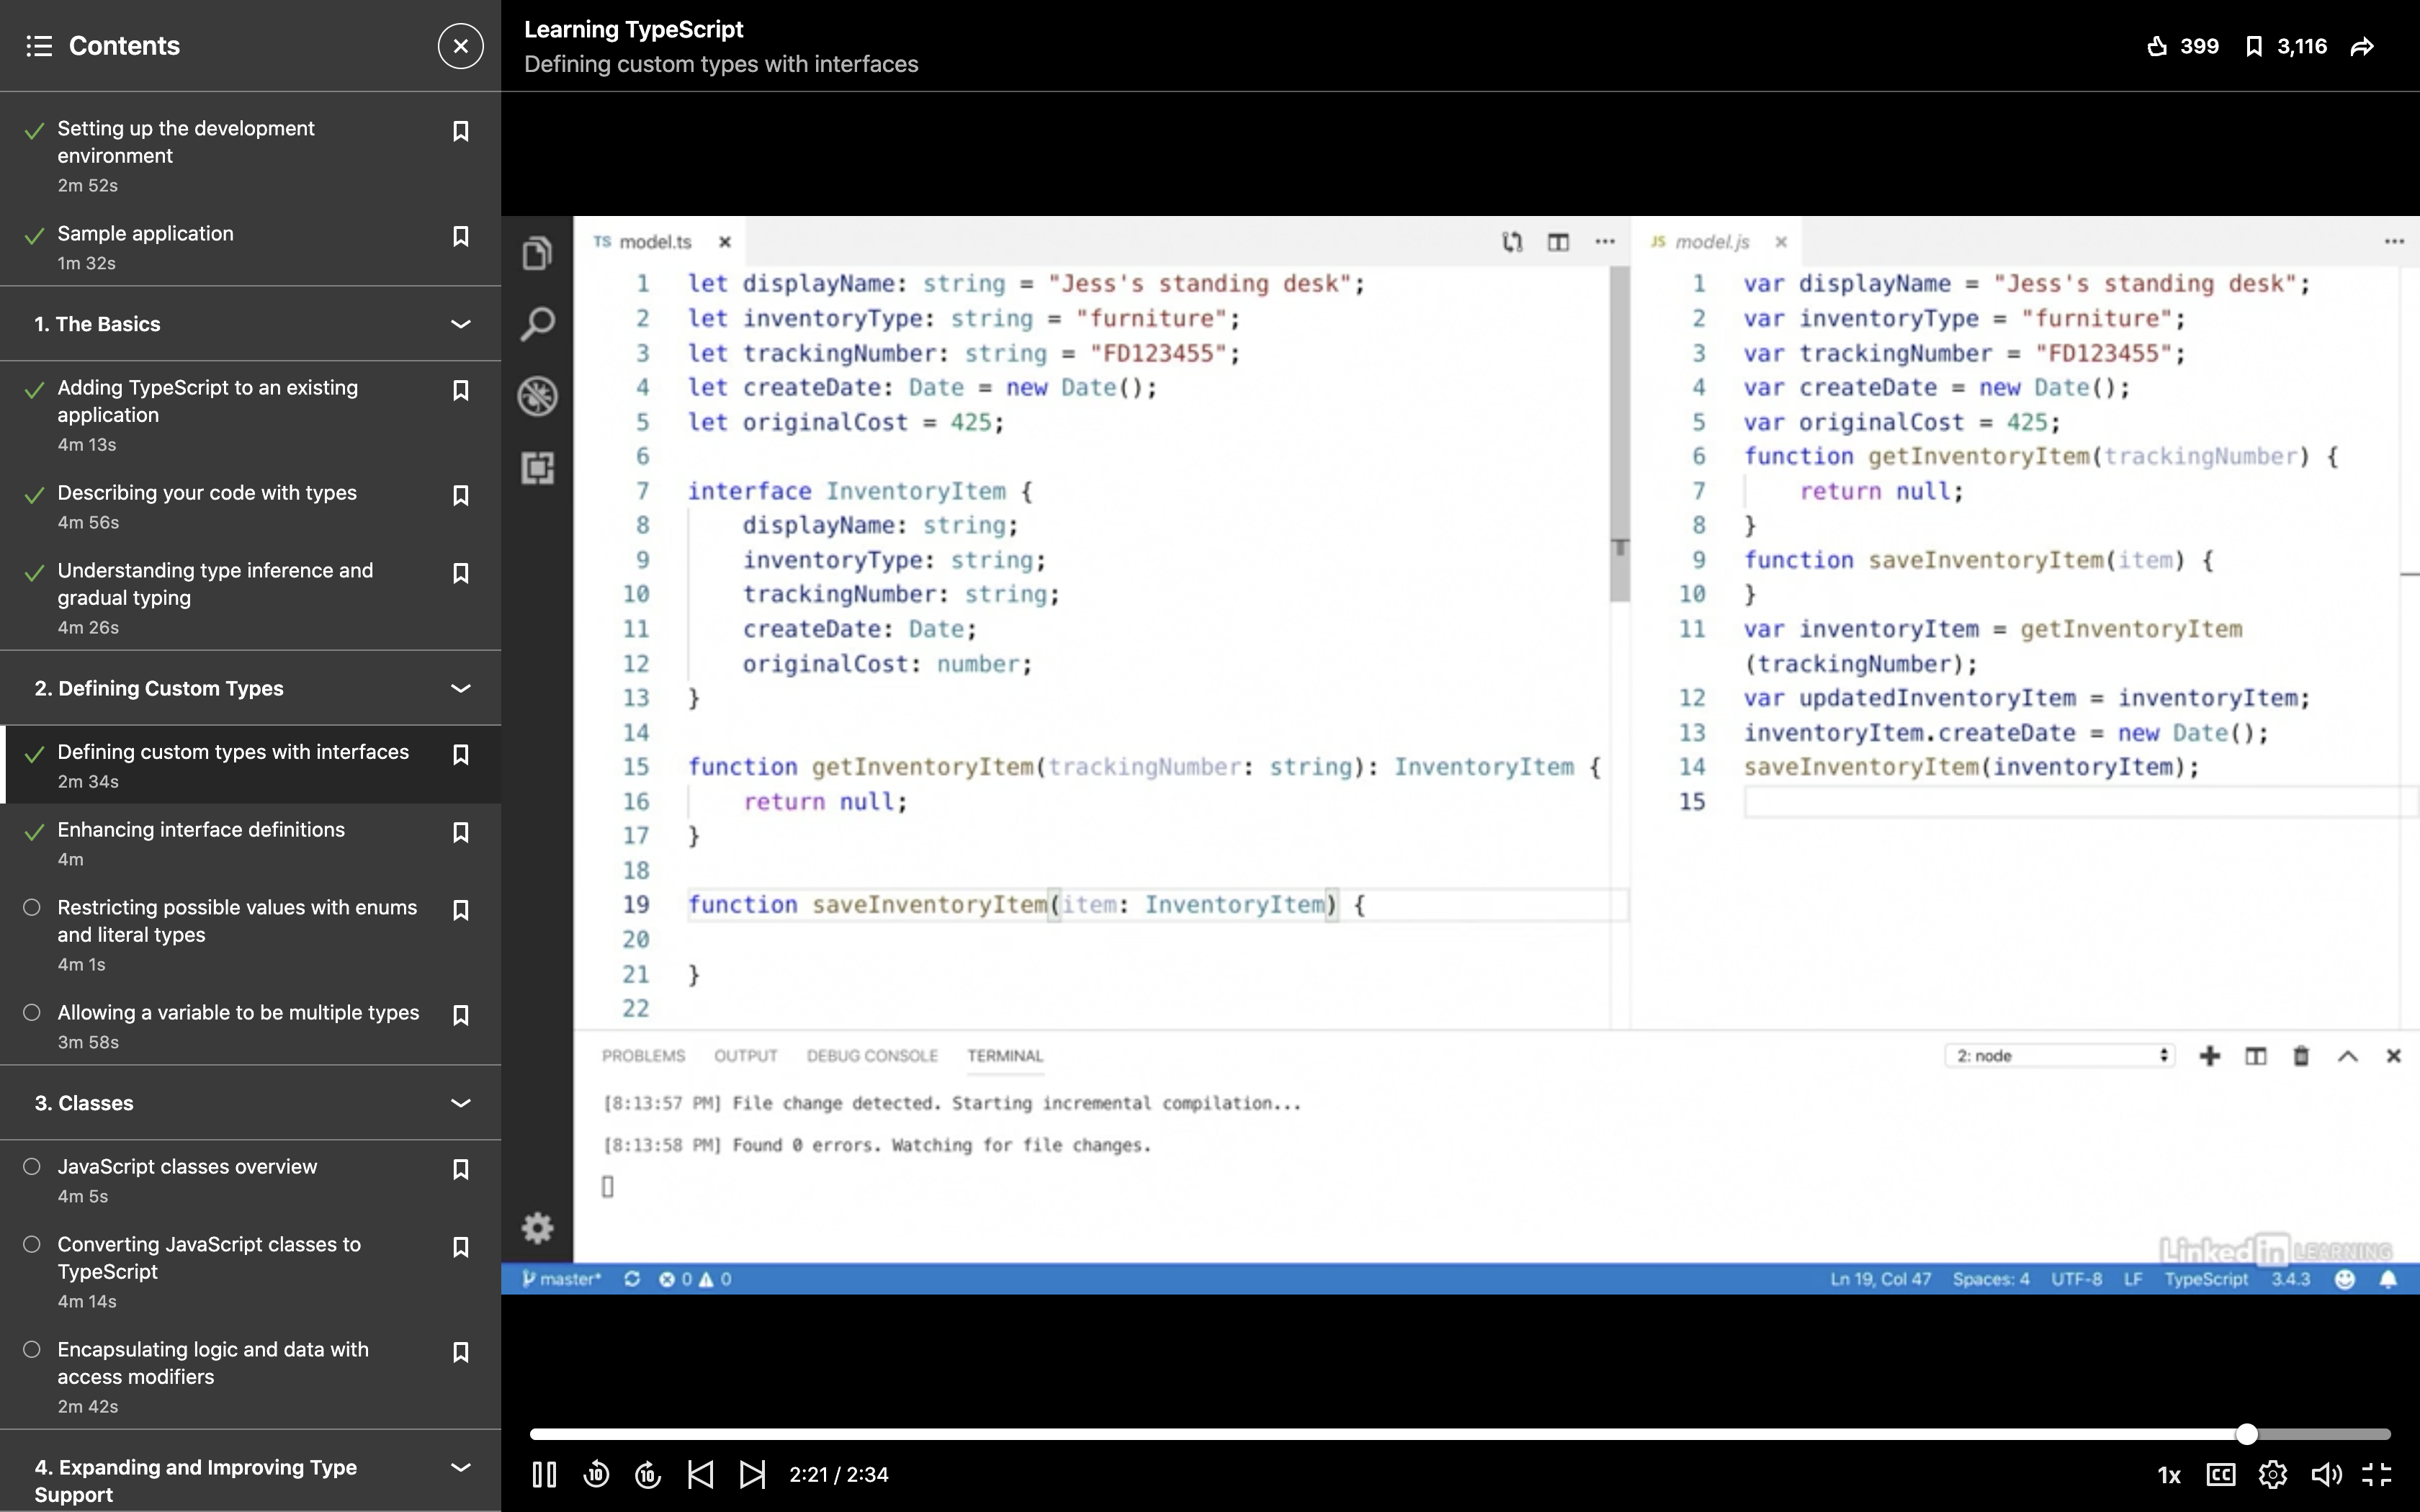 Contents
Setting up the development
environment
2m 52s
Sample application
1m 32s
1. The Basics
Adding TypeScript to an existing
application
4m 13s
Describing your code with types
4m 56s
Understanding type inference and
gradual typing
4m 26s
2. Defining Custom Types
Defining custom types with interfaces
2m 34s
Enhancing interface definitions
4m
Restricting possible values with enums
and literal types
4m 1s
Allowing a variable to be multiple types
3m 58s
3. Classes
JavaScript classes overview
4m 5s
Converting JavaScript classes to
TypeScript
4m 14s
Encapsulating logic and data with
access modifiers
2m 42s
4. Expanding and Improving Type
Support
Learning TypeScript
Defining custom types with interfaces
399 3,116
TS model.ts
1 let displayName: string = "Jess's standing desk";
2 let inventoryType: string = "furniture";
3 let trackingNumber: string = "FD123455";
4 let createDate: Date = new Date();
5 let originalCost = 425;
6
7 interface InventoryItem {
8 displayName: string;
9 inventoryType: string;
10 trackingNumber: string;
11 createDate: Date;
12 originalCost: number;
13 }
14
15 function getInventoryItem(trackingNumber: string): InventoryItem {
16 return null;
17 }
18
19 function saveInventoryItem(item: InventoryItem) {
20
21 }
22
JS model.js
1 var displayName = "Jess's standing desk";
2 var inventoryType = "furniture";
3 var trackingNumber = "FD123455";
4 var createDate = new Date();
5 var originalCost = 425;
6 function getInventoryItem(trackingNumber) {
7 return null;
8 }
9 function saveInventoryItem(item) {
10 }
11 var inventoryItem = getInventoryItem
(trackingNumber);
12 var updatedInventoryItem = inventoryItem;
13 inventoryItem.createDate = new Date();
14 saveInventoryItem(inventoryItem);
15
PROBLEMS OUTPUT DEBUG CONSOLE TERMINAL
2: node
[8:13:57 PM] File change detected. Starting incremental compilation...
[8:13:58 PM] Found 0 errors. Watching for file changes.
Linked in LEARNING
master* 0 0
Ln 19, Col 47 Spaces: 4 UTF-8 LF TypeScript 3.4.3
10 10 2:21 / 2:34
1x CC